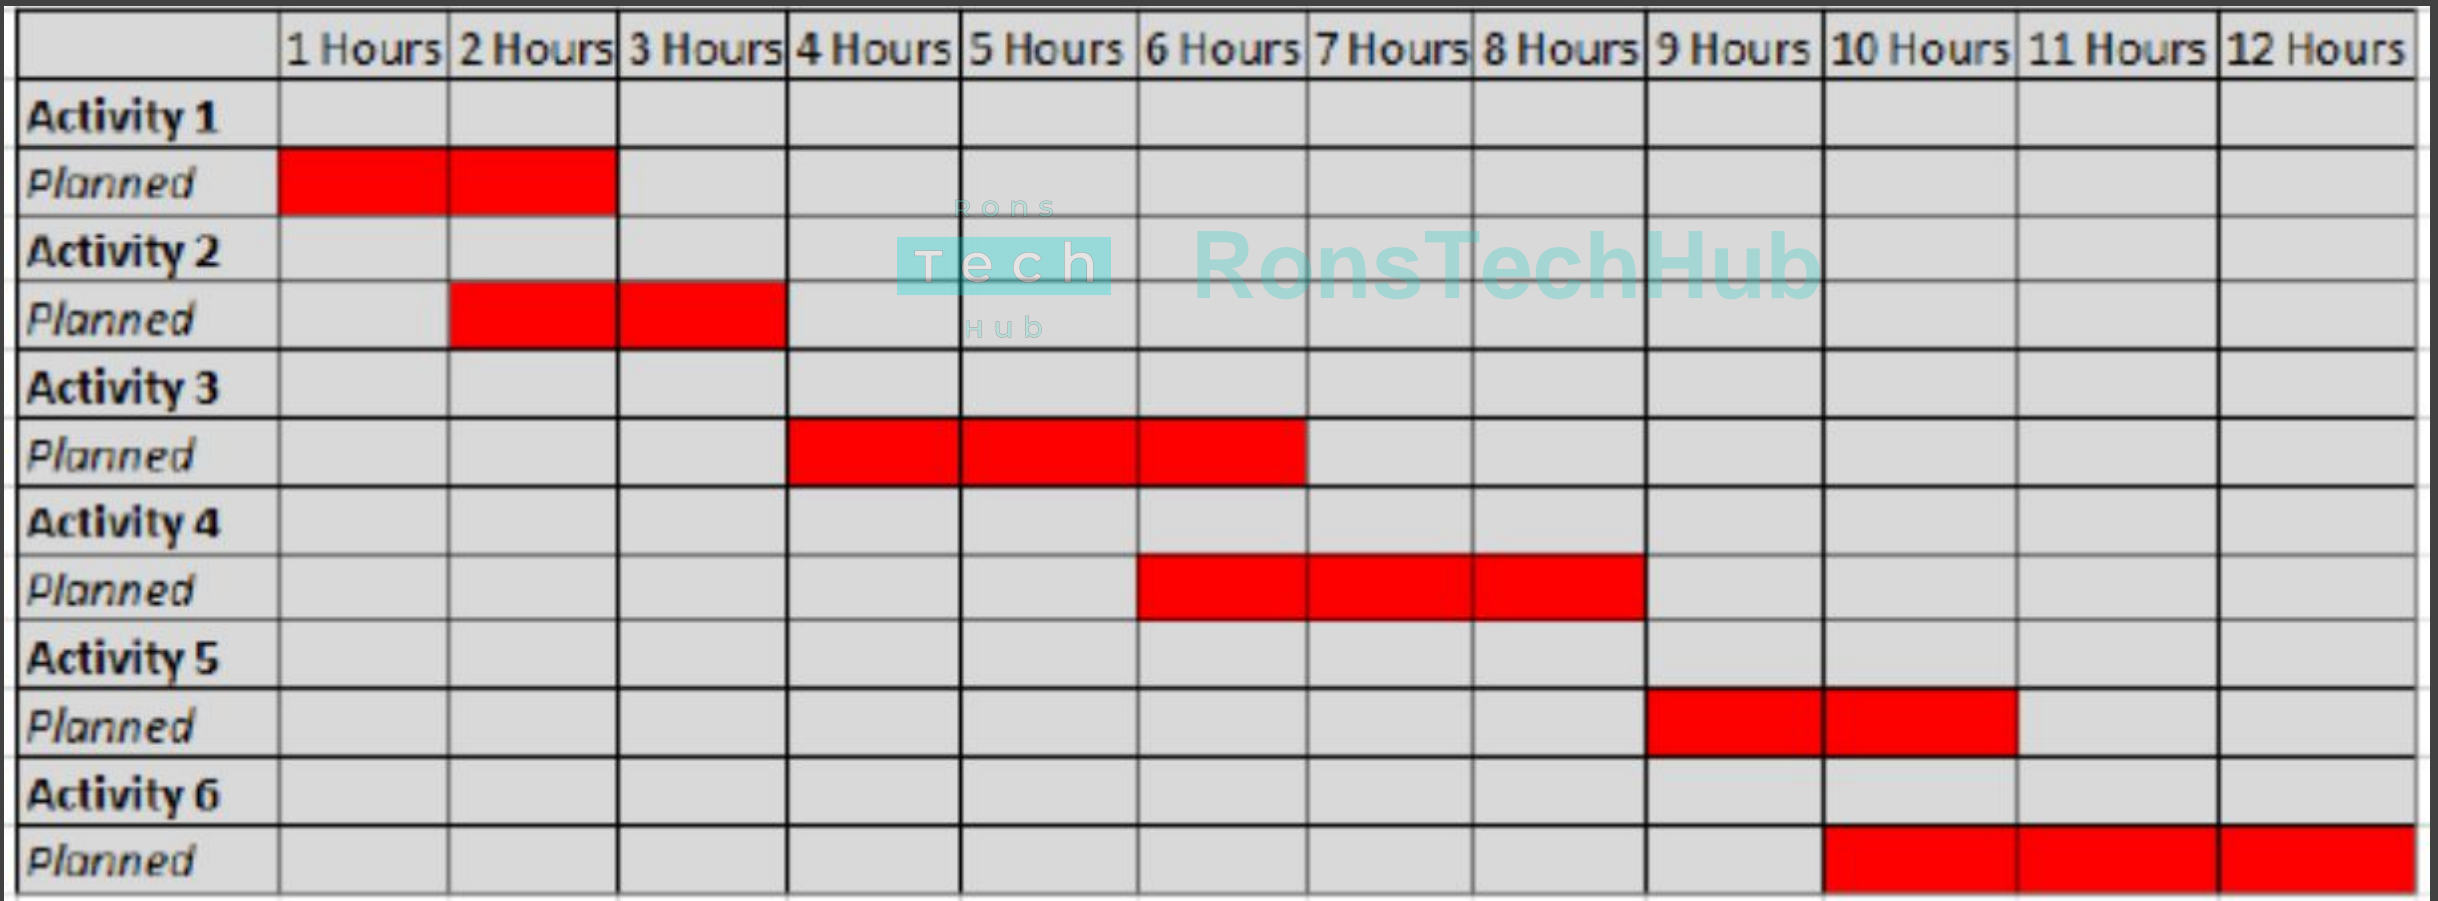 1 Hours 2 Hours 3 Hours 4 Hours 5 Hours 6 Hours 7 Hours 8 Hours 9 Hours 10 Hours 11 Hours 12 Hours
Activity 1
Planned
Rons
Tech
Hub
RonsTechHub
Activity 2
Planned
Activity 3
Planned
Activity 4
Planned
Activity 5
Planned
Activity 6
Planned